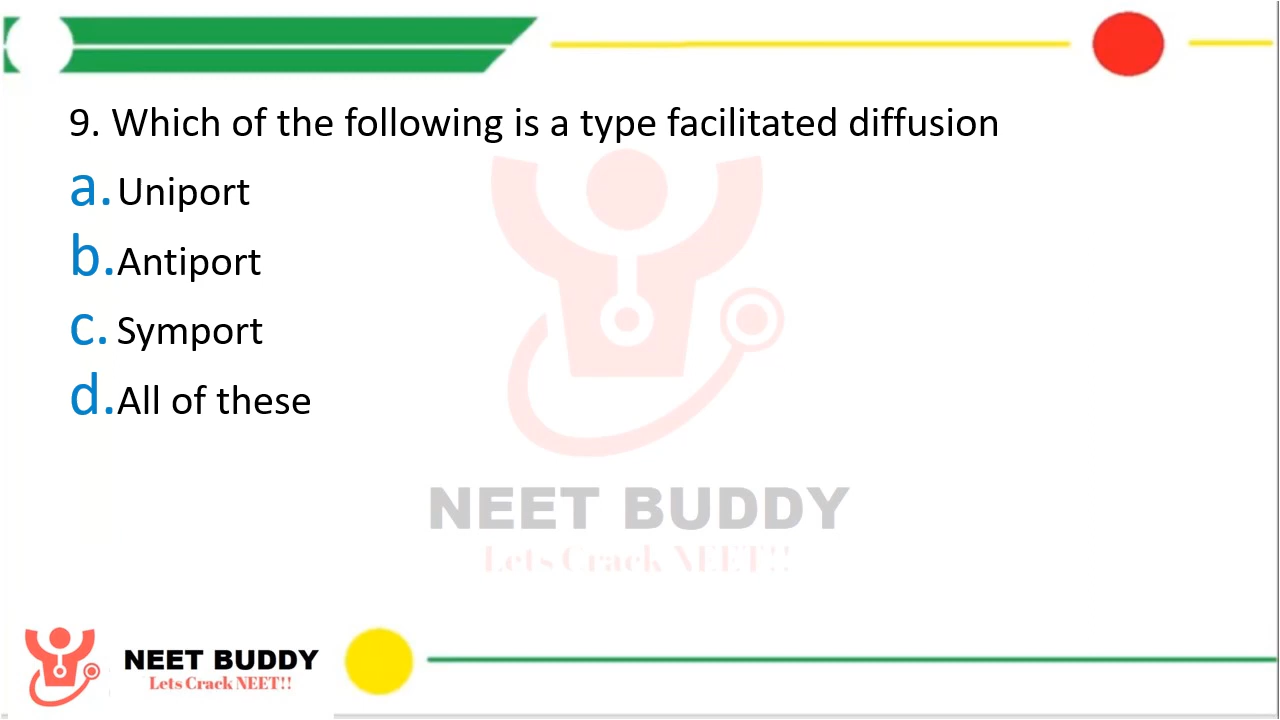 9. Which of the following is a type facilitated diffusion
a. Uniport
b. Antiport
c. Symport
d. All of these
NEET BUDDY
Lets Crack NEET!!
NEET BUDDY
Lets Crack NEET!!